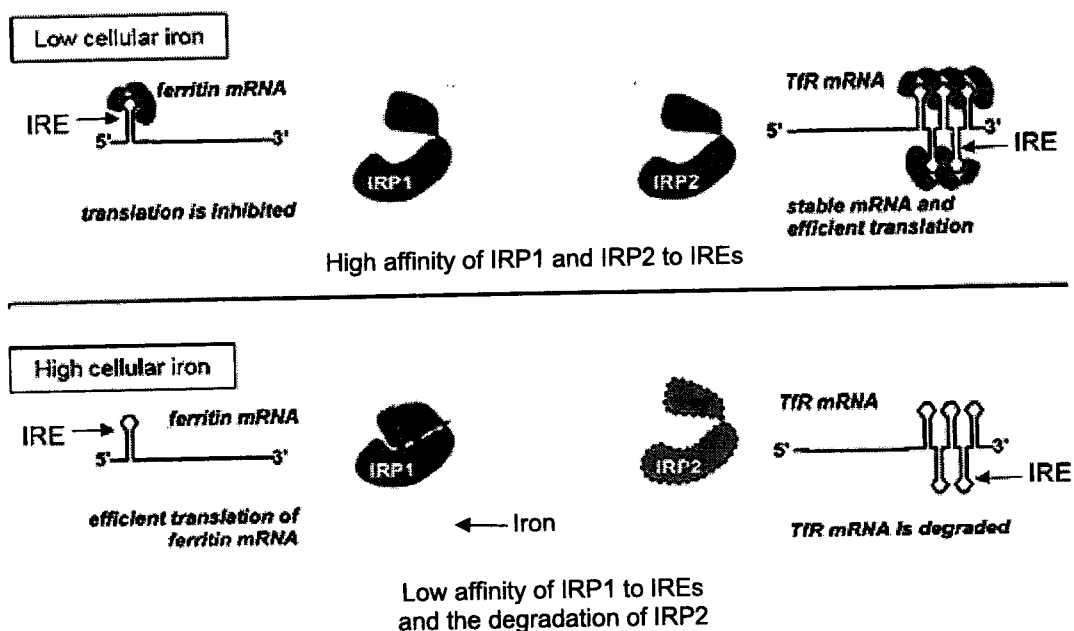 Low cellular iron
ferritin mRNA
IRE
5'
3'
translation is inhibited
IRP1
IRP2
TfR mRNA
5'
3'
IRE
stable mRNA and
efficient translation
High affinity of IRP1 and IRP2 to IREs
High cellular iron
ferritin mRNA
IRE
5'
3'
efficient translation of
ferritin mRNA
IRP1
Iron
IRP2
TfR mRNA
5'
3'
IRE
TfR mRNA is degraded
Low affinity of IRP1 to IREs
and the degradation of IRP2